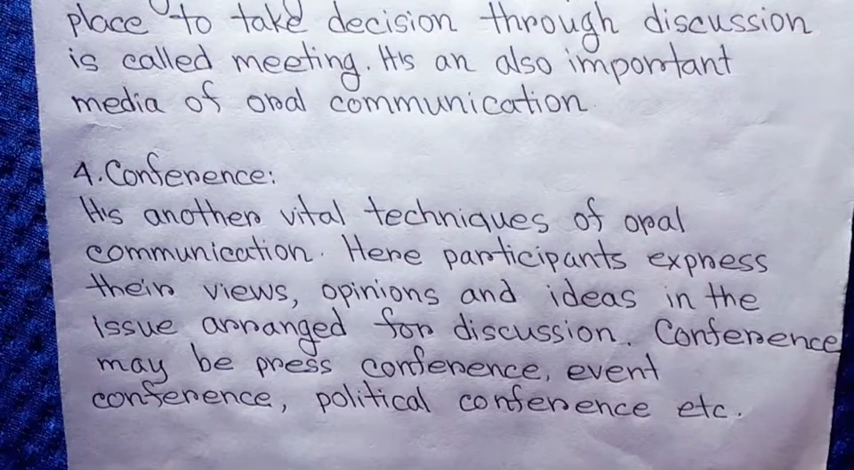 place to take decision through discussion
is called meeting. It's an also important
media of oral communication.
4. Conference:
It's another vital techniques of oral
communication. Here participants express
their views, opinions and ideas in the
issue arranged for discussion. Conference
may be press conference, event
conference, political conference etc.